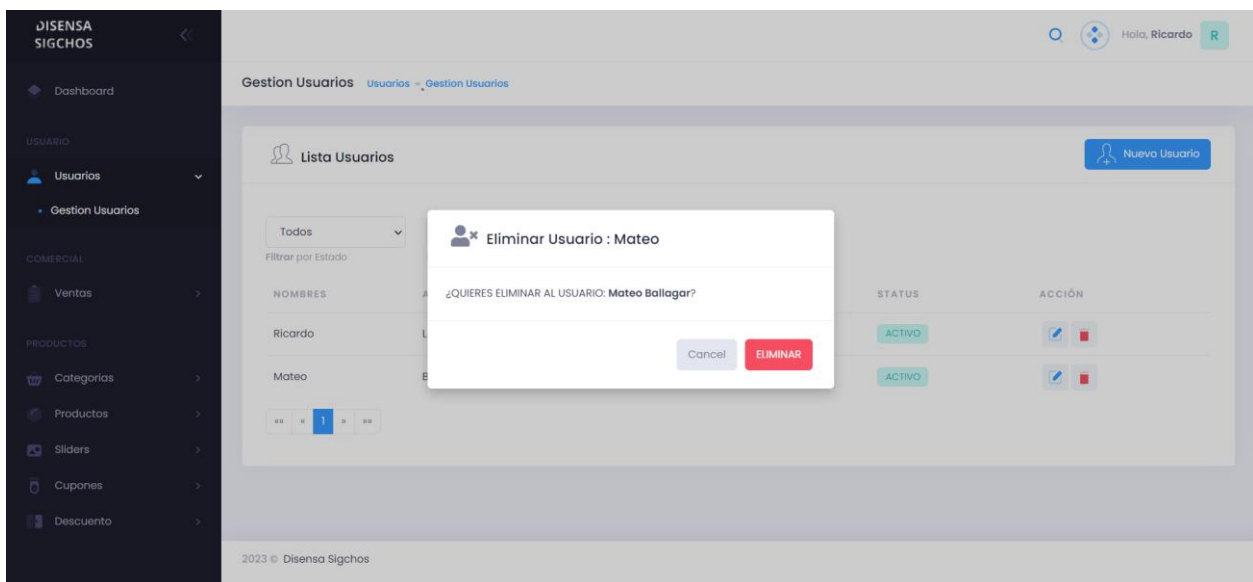 DISENSA
SIGCHOS
Hola, Ricardo R
Dashboard
Gestion Usuarios Usuarios - Gestion Usuarios
USUARIO
Lista Usuarios
Nuevo Usuario
Usuarios
Gestion Usuarios
Todos
Eliminar Usuario : Mateo
COMERCIAL
Filtrar por Estado
Ventas
NOMBRES A STATUS ACCIÓN
¿QUIERES ELIMINAR AL USUARIO: Mateo Ballagar?
Ricardo L ACTIVO
PRODUCTOS
Cancel ELIMINAR
Categorias
Mateo B ACTIVO
Productos
«« « 1 » »»
Sliders
Cupones
Descuento
2023 © Disensa Sigchos